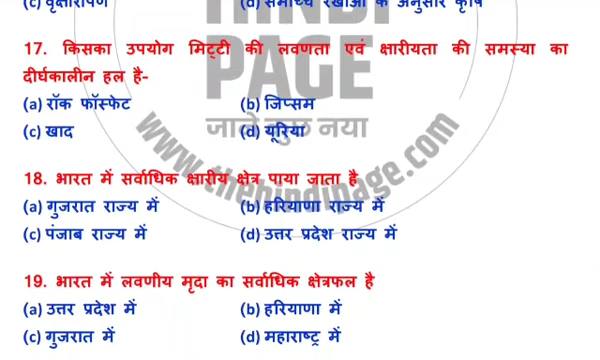 (c) वृक्षारोपण (d) समोच्च रेखाओं के अनुसार कृषि
HINDI
17. किसका उपयोग मिट्टी की लवणता एवं क्षारीयता की समस्या का
दीर्घकालीन हल है-
PAGE
(a) रॉक फॉस्फेट (b) जिप्सम
(c) खाद (d) यूरिया
जाने कुछ नया
www.thehindipage.com
18. भारत में सर्वाधिक क्षारीय क्षेत्र पाया जाता है
(a) गुजरात राज्य में (b) हरियाणा राज्य में
(c) पंजाब राज्य में (d) उत्तर प्रदेश राज्य में
19. भारत में लवणीय मृदा का सर्वाधिक क्षेत्रफल है
(a) उत्तर प्रदेश में (b) हरियाणा में
(c) गुजरात में (d) महाराष्ट्र में